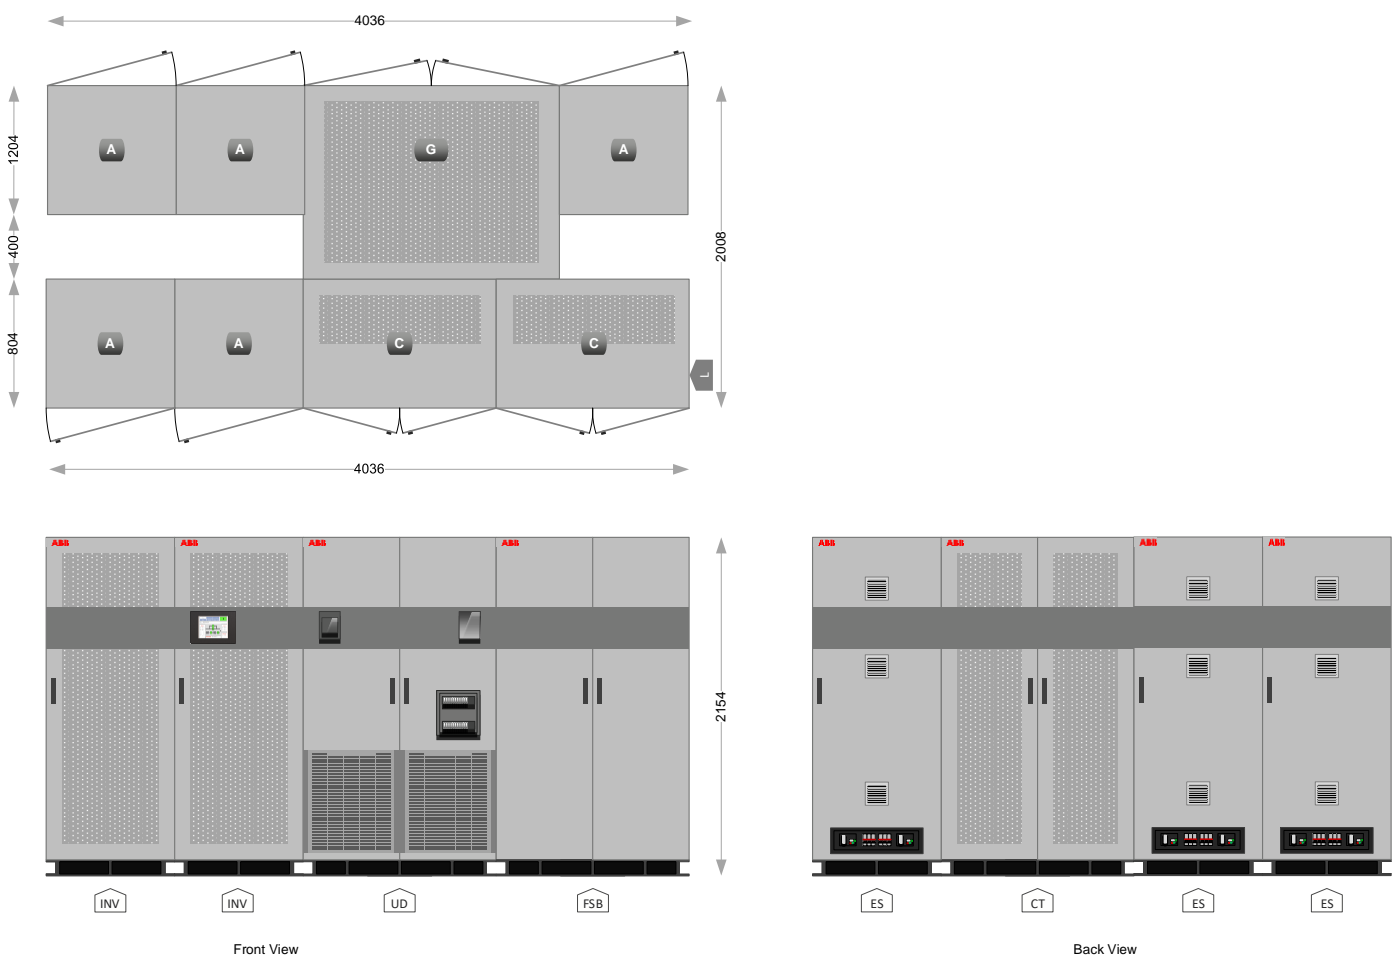 4036
A
A
G
A
1204
400
2008
A
A
C
C
804
L
4036
ABB
ABB
ABB
ABB
ABB
ABB
ABB
ABB
2154
INV
INV
UD
FSB
ES
CT
ES
ES
Front View
Back View